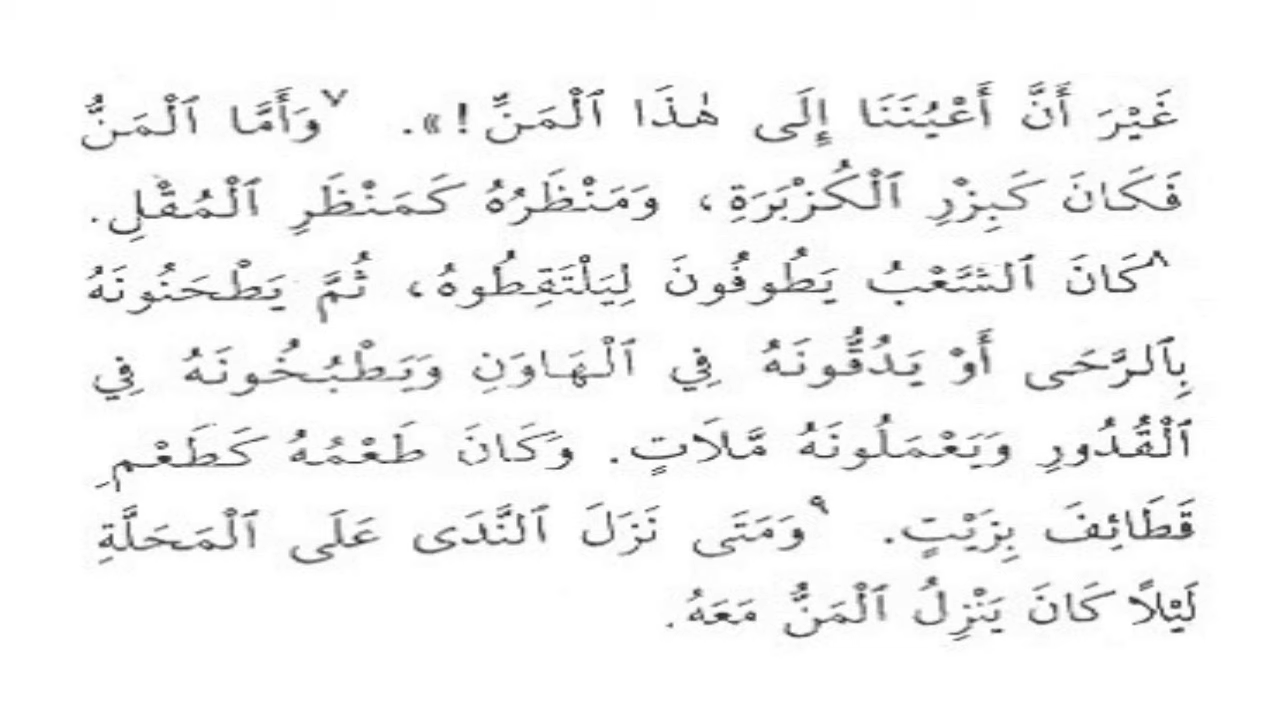 غَيْرَ أَنَّ أَعْيُنَنَا إِلَى هٰذَا ٱلْمَنِّ!». ٧وَأَمَّا ٱلْمَنُّ
فَكَانَ كَبِزْرِ ٱلْكُزْبَرَةِ، وَمَنْظَرُهُ كَمَنْظَرِ ٱلْمُقْلِ.
٨كَانَ ٱلشَّعْبُ يَطُوفُونَ لِيَلْتَقِطُوهُ، ثُمَّ يَطْحَنُونَهُ
بِٱلرَّحَى أَوْ يَدُقُّونَهُ فِي ٱلْهَاوَنِ وَيَطْبُخُونَهُ فِي
ٱلْقُدُورِ وَيَعْمَلُونَهُ مَّلَاتٍ. وَكَانَ طَعْمُهُ كَطَعْمِ
قَطَائِفَ بِزَيْتٍ. ٩وَمَتَى نَزَلَ ٱلنَّدَى عَلَى ٱلْمَحَلَّةِ
لَيْلًا كَانَ يَنْزِلُ ٱلْمَنُّ مَعَهُ.